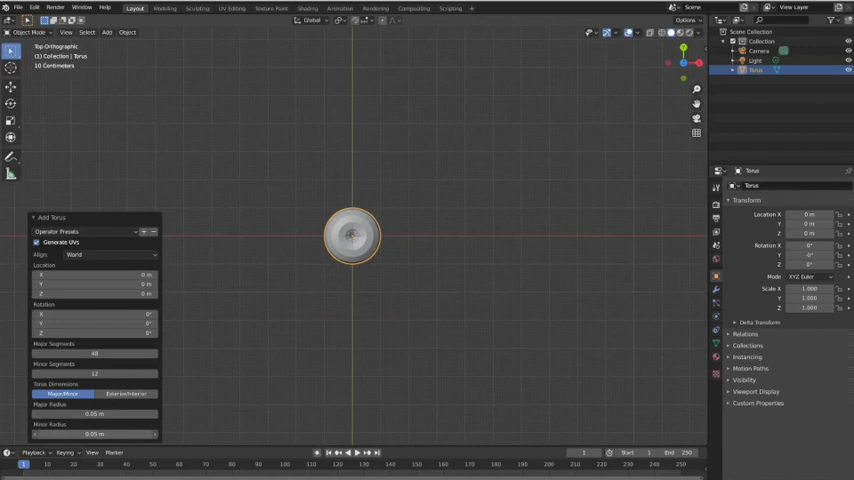 File Edit Render Window Help Layout Modeling Sculpting UV Editing Texture Paint Shading Animation Rendering Compositing Scripting Scene View Layer
Global Options
Object Mode View Select Add Object
Top Orthographic
(1) Collection | Torus
10 Centimeters
Y
X
Z
Scene Collection
Collection
Camera
Light
Torus
Torus
Torus
Transform
Location X 0 m
Y 0 m
Z 0 m
Rotation X 0°
Y -0°
Z 0°
Mode XYZ Euler
Scale X 1.000
Y 1.000
Z 1.000
Delta Transform
Relations
Collections
Instancing
Motion Paths
Visibility
Viewport Display
Custom Properties
Add Torus
Operator Presets
Generate UVs
Align: World
Location
X 0 m
Y 0 m
Z 0 m
Rotation
X 0°
Y 0°
Z 0°
Major Segments
48
Minor Segments
12
Torus Dimensions
Major/Minor Exterior/Interior
Major Radius
0.05 m
Minor Radius
0.05 m
Playback Keying View Marker 1 Start 1 End 250
1 10 20 30 40 50 60 70 80 90 100 110 120 130 140 150 160 170 180 190 200 210 220 230 240 250